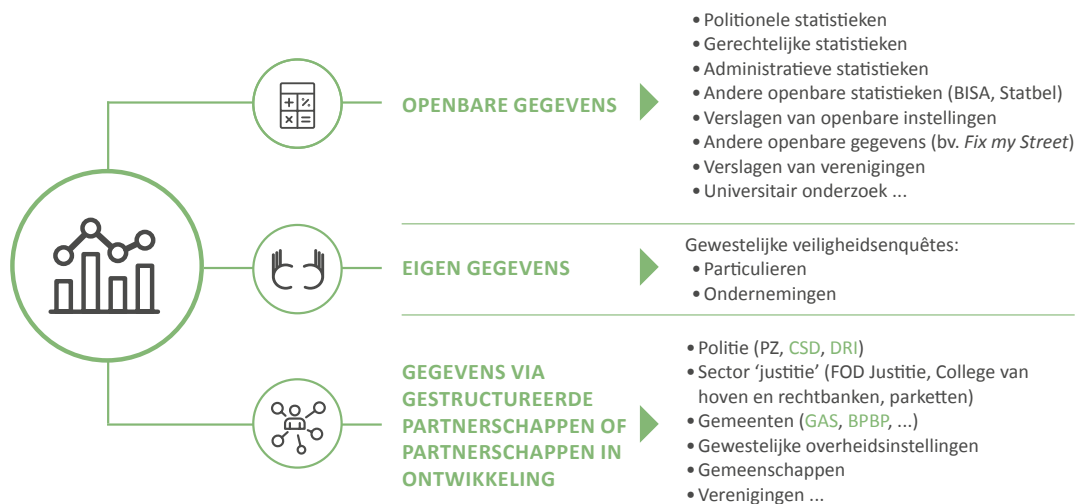 OPENBARE GEGEVENS
• Politionele statistieken
• Gerechtelijke statistieken
• Administratieve statistieken
• Andere openbare statistieken (BISA, Statbel)
• Verslagen van openbare instellingen
• Andere openbare gegevens (bv. Fix my Street)
• Verslagen van verenigingen
• Universitair onderzoek ...
EIGEN GEGEVENS
Gewestelijke veiligheidsenquêtes:
• Particulieren
• Ondernemingen
GEGEVENS VIA
GESTRUCTUREERDE
PARTNERSCHAPPEN OF
PARTNERSCHAPPEN IN
ONTWIKKELING
• Politie (PZ, CSD, DRI)
• Sector ‘justitie’ (FOD Justitie, College van
hoven en rechtbanken, parketten)
• Gemeenten (GAS, BPBP, ...)
• Gewestelijke overheidsinstellingen
• Gemeenschappen
• Verenigingen ...